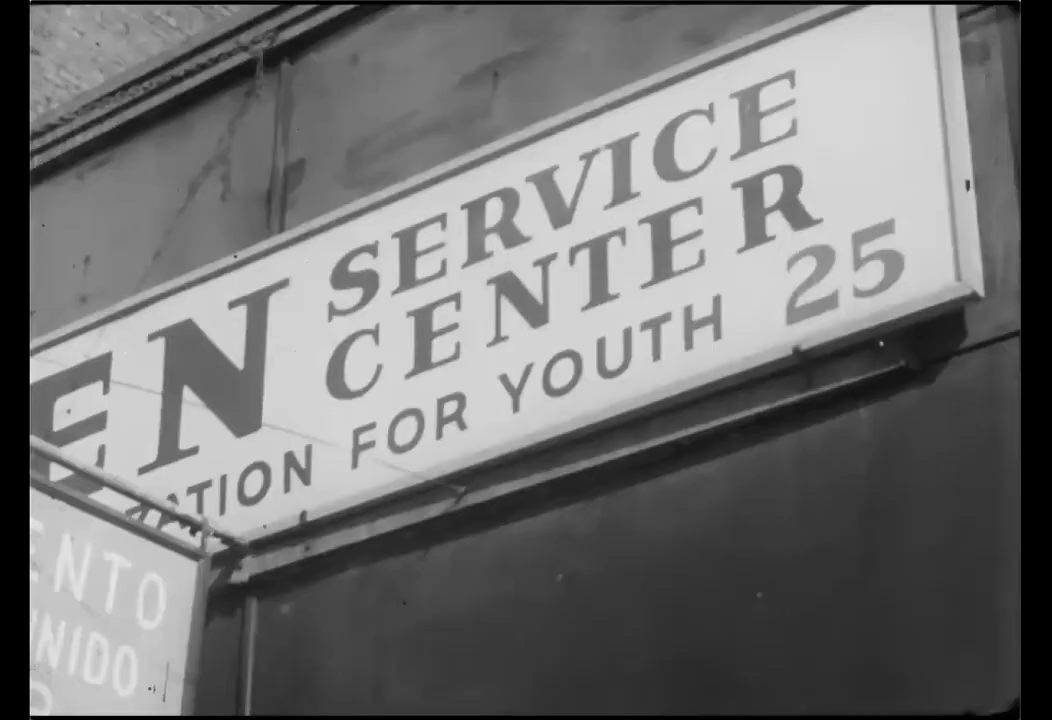 EN SERVICE
CENTER
ATION FOR YOUTH 25
ENTO
NIDO